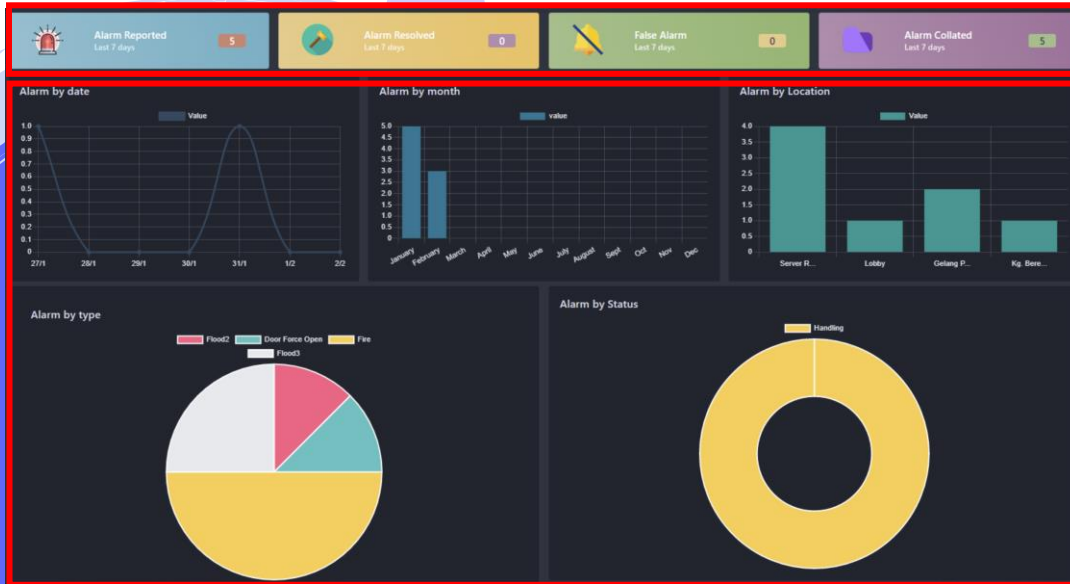 Alarm Reported
Last 7 days
5
Alarm Resolved
Last 7 days
0
False Alarm
Last 7 days
0
Alarm Collated
Last 7 days
5
Alarm by date
Value
1.0
0.9
0.8
0.7
0.6
0.5
0.4
0.3
0.2
0.1
0
27/1 28/1 29/1 30/1 31/1 1/2 2/2
Alarm by month
value
5.0
4.5
4.0
3.5
3.0
2.5
2.0
1.5
1.0
0.5
0
January February March April May June July August Sept Oct Nov Dec
Alarm by Location
Value
4.0
3.5
3.0
2.5
2.0
1.5
1.0
0.5
0
Server R... Lobby Gelang P... Kg. Bere...
Alarm by type
Flood2 Door Force Open Fire
Flood3
Alarm by Status
Handling